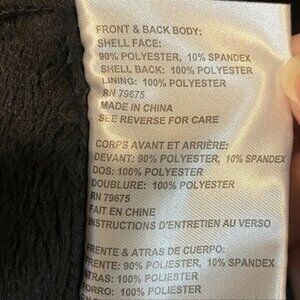 FRONT & BACK BODY:
SHELL FACE:
90% POLYESTER, 10% SPANDEX
SHELL BACK: 100% POLYESTER
LINING: 100% POLYESTER
RN 79675
MADE IN CHINA
SEE REVERSE FOR CARE
CORPS AVANT ET ARRIÈRE:
DEVANT: 90% POLYESTER, 10% SPANDEX
DOS: 100% POLYESTER
DOUBLURE: 100% POLYESTER
RN 79675
FAIT EN CHINE
INSTRUCTIONS D'ENTRETIEN AU VERSO
FRENTE & ATRAS DE CUERPO:
FRENTE: 90% POLIESTER, 10% SPANDEX
ATRAS: 100% POLIESTER
FORRO: 100% POLIESTER